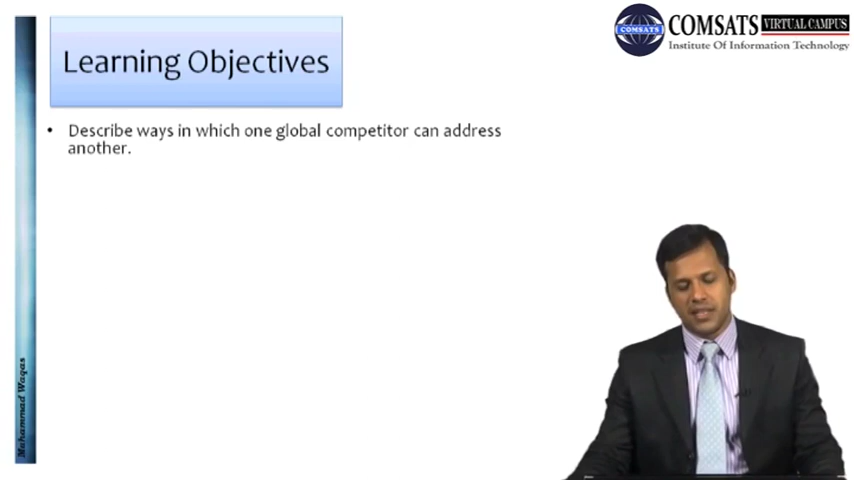 COMSATS VIRTUAL CAMPUS
COMSATS
Institute Of Information Technology
Learning Objectives
• Describe ways in which one global competitor can address
another.
Muhammad Waqas